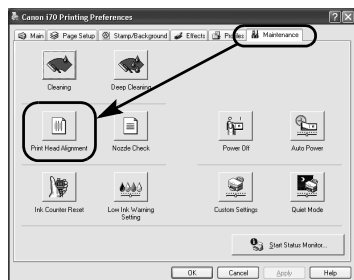 Canon i70 Printing Preferences
Main Page Setup Stamp/Background Effects Profiles Maintenance
Cleaning Deep Cleaning
Print Head Alignment Nozzle Check Power Off Auto Power
Ink Counter Reset Low Ink Warning Setting Custom Settings Quiet Mode
Start Status Monitor...
OK Cancel Apply Help